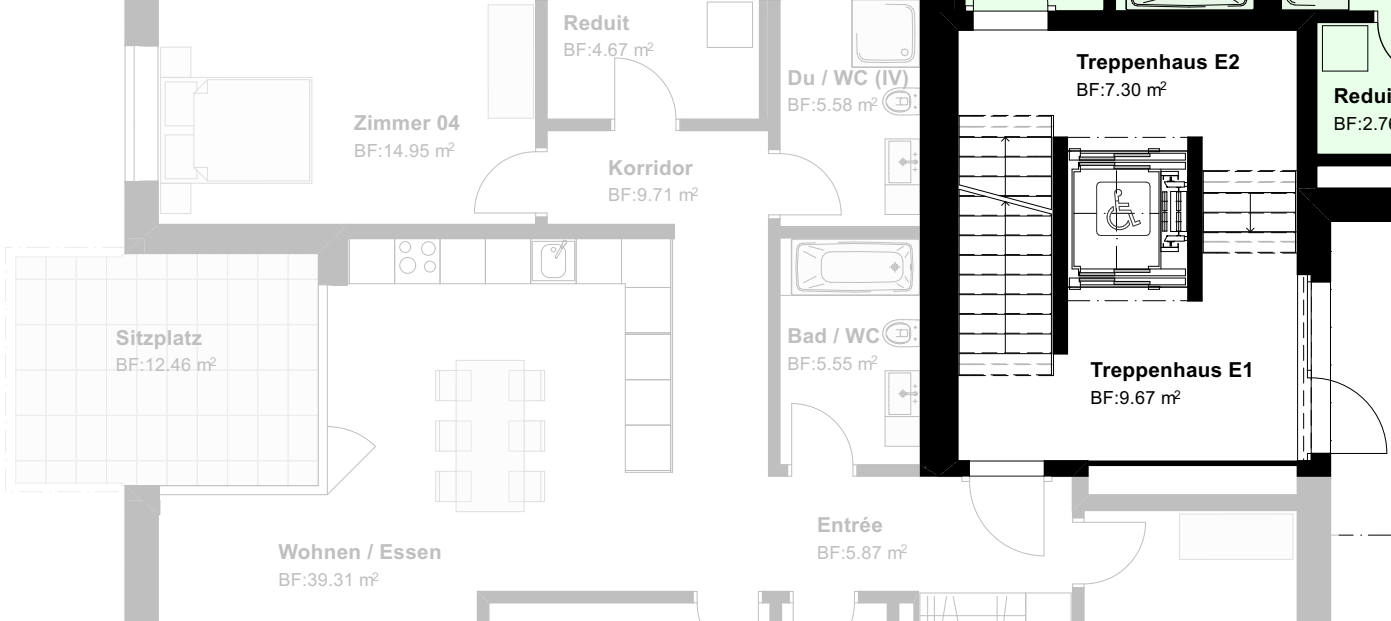 Reduit
BF:4.67 m²
Treppenhaus E2
BF:7.30 m²
Du / WC (IV)
BF:5.58 m²
Zimmer 04
BF:14.95 m²
Korridor
BF:9.71 m²
Sitzplatz
BF:12.46 m²
Bad / WC
BF:5.55 m²
Treppenhaus E1
BF:9.67 m²
Entrée
BF:5.87 m²
Wohnen / Essen
BF:39.31 m²